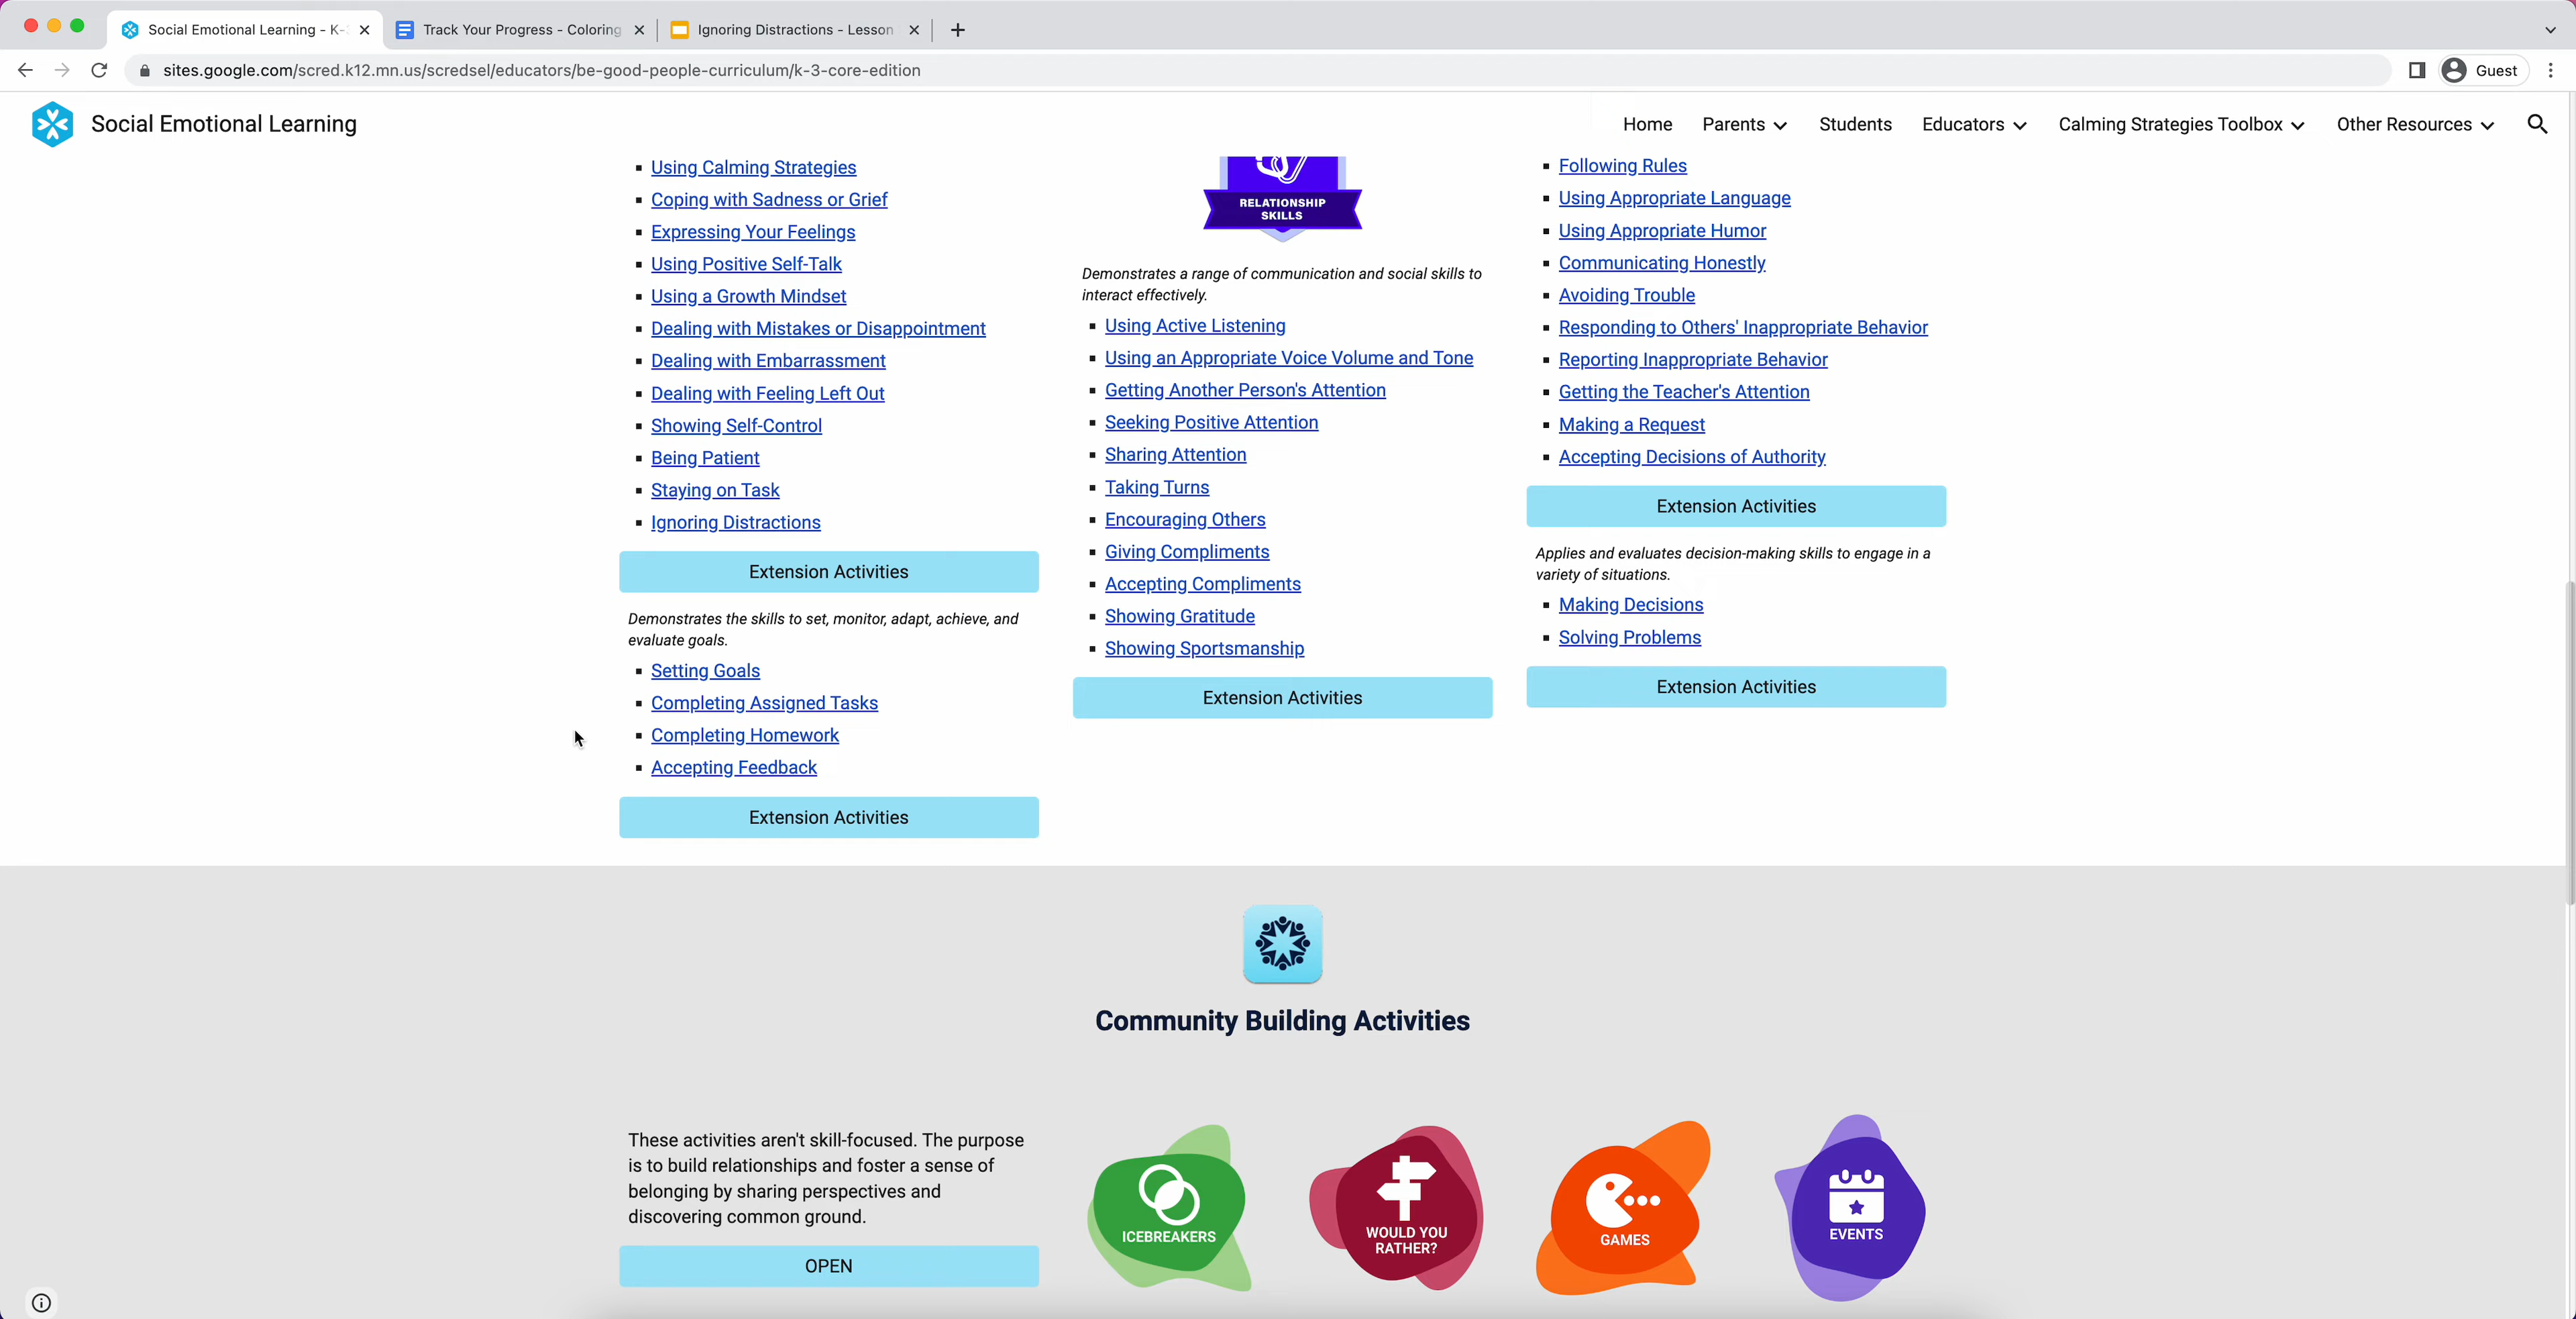 Social Emotional Learning - K-
Track Your Progress - Coloring
Ignoring Distractions - Lesson
sites.google.com/scred.k12.mn.us/scredsel/educators/be-good-people-curriculum/k-3-core-edition
Guest
Social Emotional Learning
Home
Parents
Students
Educators
Calming Strategies Toolbox
Other Resources
Using Calming Strategies
Coping with Sadness or Grief
Expressing Your Feelings
Using Positive Self-Talk
Using a Growth Mindset
Dealing with Mistakes or Disappointment
Dealing with Embarrassment
Dealing with Feeling Left Out
Showing Self-Control
Being Patient
Staying on Task
Ignoring Distractions
Extension Activities
Demonstrates the skills to set, monitor, adapt, achieve, and
evaluate goals.
Setting Goals
Completing Assigned Tasks
Completing Homework
Accepting Feedback
Extension Activities
RELATIONSHIP
SKILLS
Demonstrates a range of communication and social skills to
interact effectively.
Using Active Listening
Using an Appropriate Voice Volume and Tone
Getting Another Person's Attention
Seeking Positive Attention
Sharing Attention
Taking Turns
Encouraging Others
Giving Compliments
Accepting Compliments
Showing Gratitude
Showing Sportsmanship
Extension Activities
Following Rules
Using Appropriate Language
Using Appropriate Humor
Communicating Honestly
Avoiding Trouble
Responding to Others' Inappropriate Behavior
Reporting Inappropriate Behavior
Getting the Teacher's Attention
Making a Request
Accepting Decisions of Authority
Extension Activities
Applies and evaluates decision-making skills to engage in a
variety of situations.
Making Decisions
Solving Problems
Extension Activities
Community Building Activities
These activities aren't skill-focused. The purpose
is to build relationships and foster a sense of
belonging by sharing perspectives and
discovering common ground.
OPEN
ICEBREAKERS
WOULD YOU
RATHER?
GAMES
EVENTS